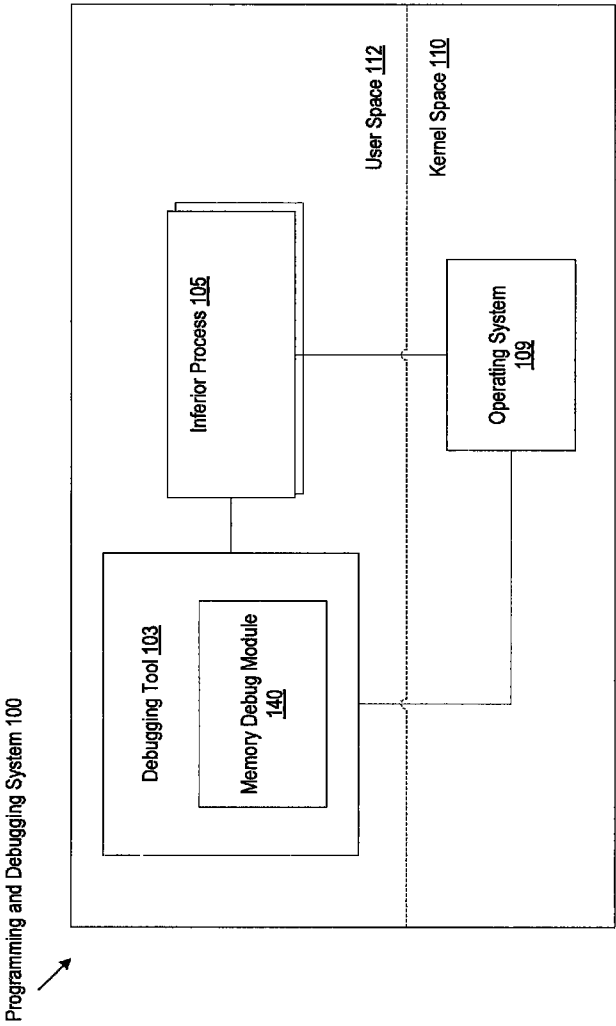 Programming and Debugging System 100
Debugging Tool 103
Memory Debug Module
140
Inferior Process 105
User Space 112
Kernel Space 110
Operating System
109